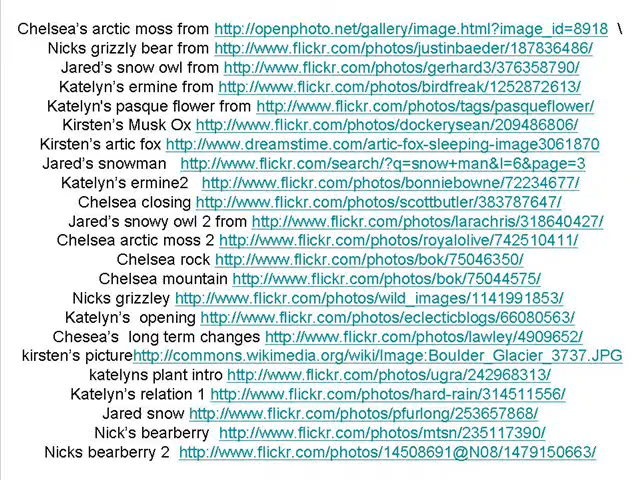 Chelsea's arctic moss from http://openphoto.net/gallery/image.html?image_id=8918 \
Nicks grizzly bear from http://www.flickr.com/photos/justinbaeder/187836486/
Jared's snow owl from http://www.flickr.com/photos/gerhard3/376358790/
Katelyn's ermine from http://www.flickr.com/photos/birdfreak/1252872613/
Katelyn's pasque flower from http://www.flickr.com/photos/tags/pasqueflower/
Kirsten's Musk Ox http://www.flickr.com/photos/dockerysean/209486806/
Kirsten's artic fox http://www.dreamstime.com/artic-fox-sleeping-image3061870
Jared's snowman http://www.flickr.com/search/?q=snow+man&l=6&page=3
Katelyn's ermine2 http://www.flickr.com/photos/bonniebowne/72234677/
Chelsea closing http://www.flickr.com/photos/scottbutler/383787647/
Jared's snowy owl 2 from http://www.flickr.com/photos/larachris/318640427/
Chelsea arctic moss 2 http://www.flickr.com/photos/royalolive/742510411/
Chelsea rock http://www.flickr.com/photos/bok/75046350/
Chelsea mountain http://www.flickr.com/photos/bok/75044575/
Nicks grizzley http://www.flickr.com/photos/wild_images/1141991853/
Katelyn's opening http://www.flickr.com/photos/eclecticblogs/66080563/
Chesea's long term changes http://www.flickr.com/photos/lawley/4909652/
kirsten's picturehttp://commons.wikimedia.org/wiki/Image:Boulder_Glacier_3737.JPG
katelyns plant intro http://www.flickr.com/photos/ugra/242968313/
Katelyn's relation 1 http://www.flickr.com/photos/hard-rain/314511556/
Jared snow http://www.flickr.com/photos/pfurlong/253657868/
Nick's bearberry http://www.flickr.com/photos/mtsn/235117390/
Nicks bearberry 2 http://www.flickr.com/photos/14508691@N08/1479150663/